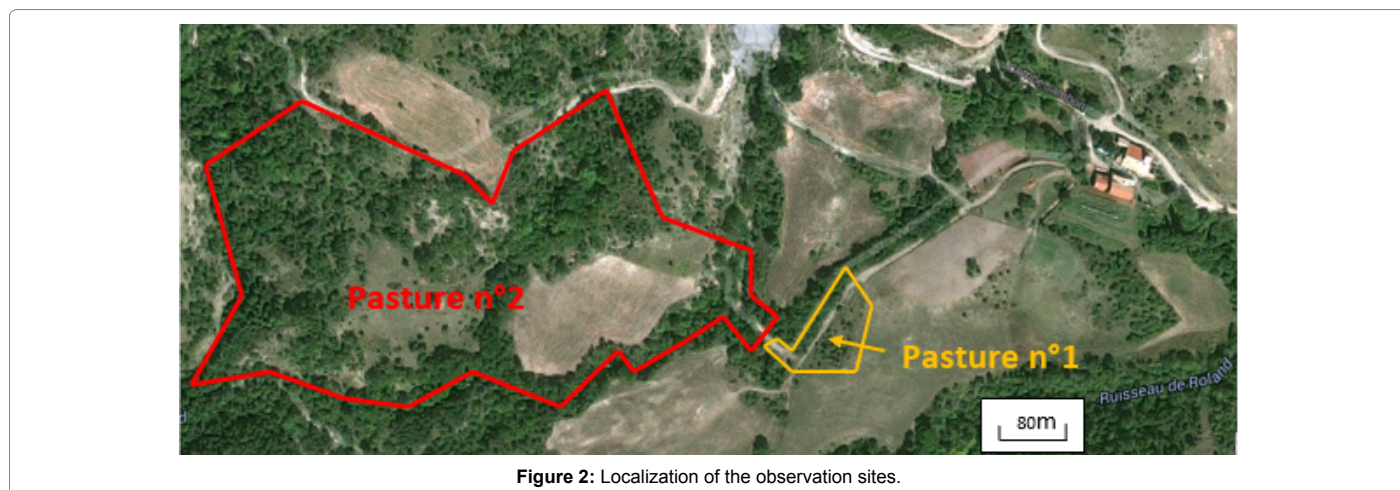 Pasture n°2
Pasture n°1
Ruisseau de Roland
80m
d
Figure 2: Localization of the observation sites.